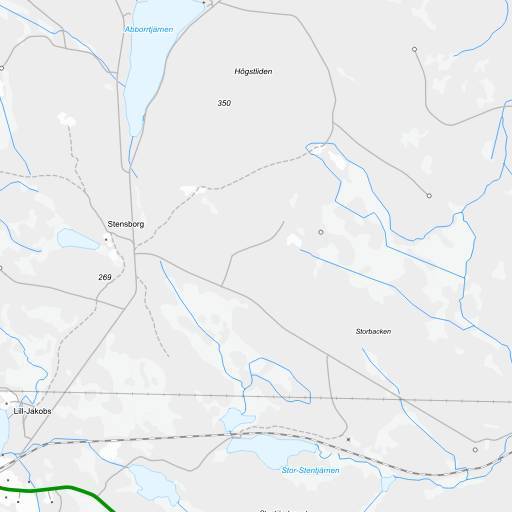 Abborrtjärnen
Högstliden
350
Stensborg
269
Storbacken
Lill-Jakobs
Stor-Stentjärnen